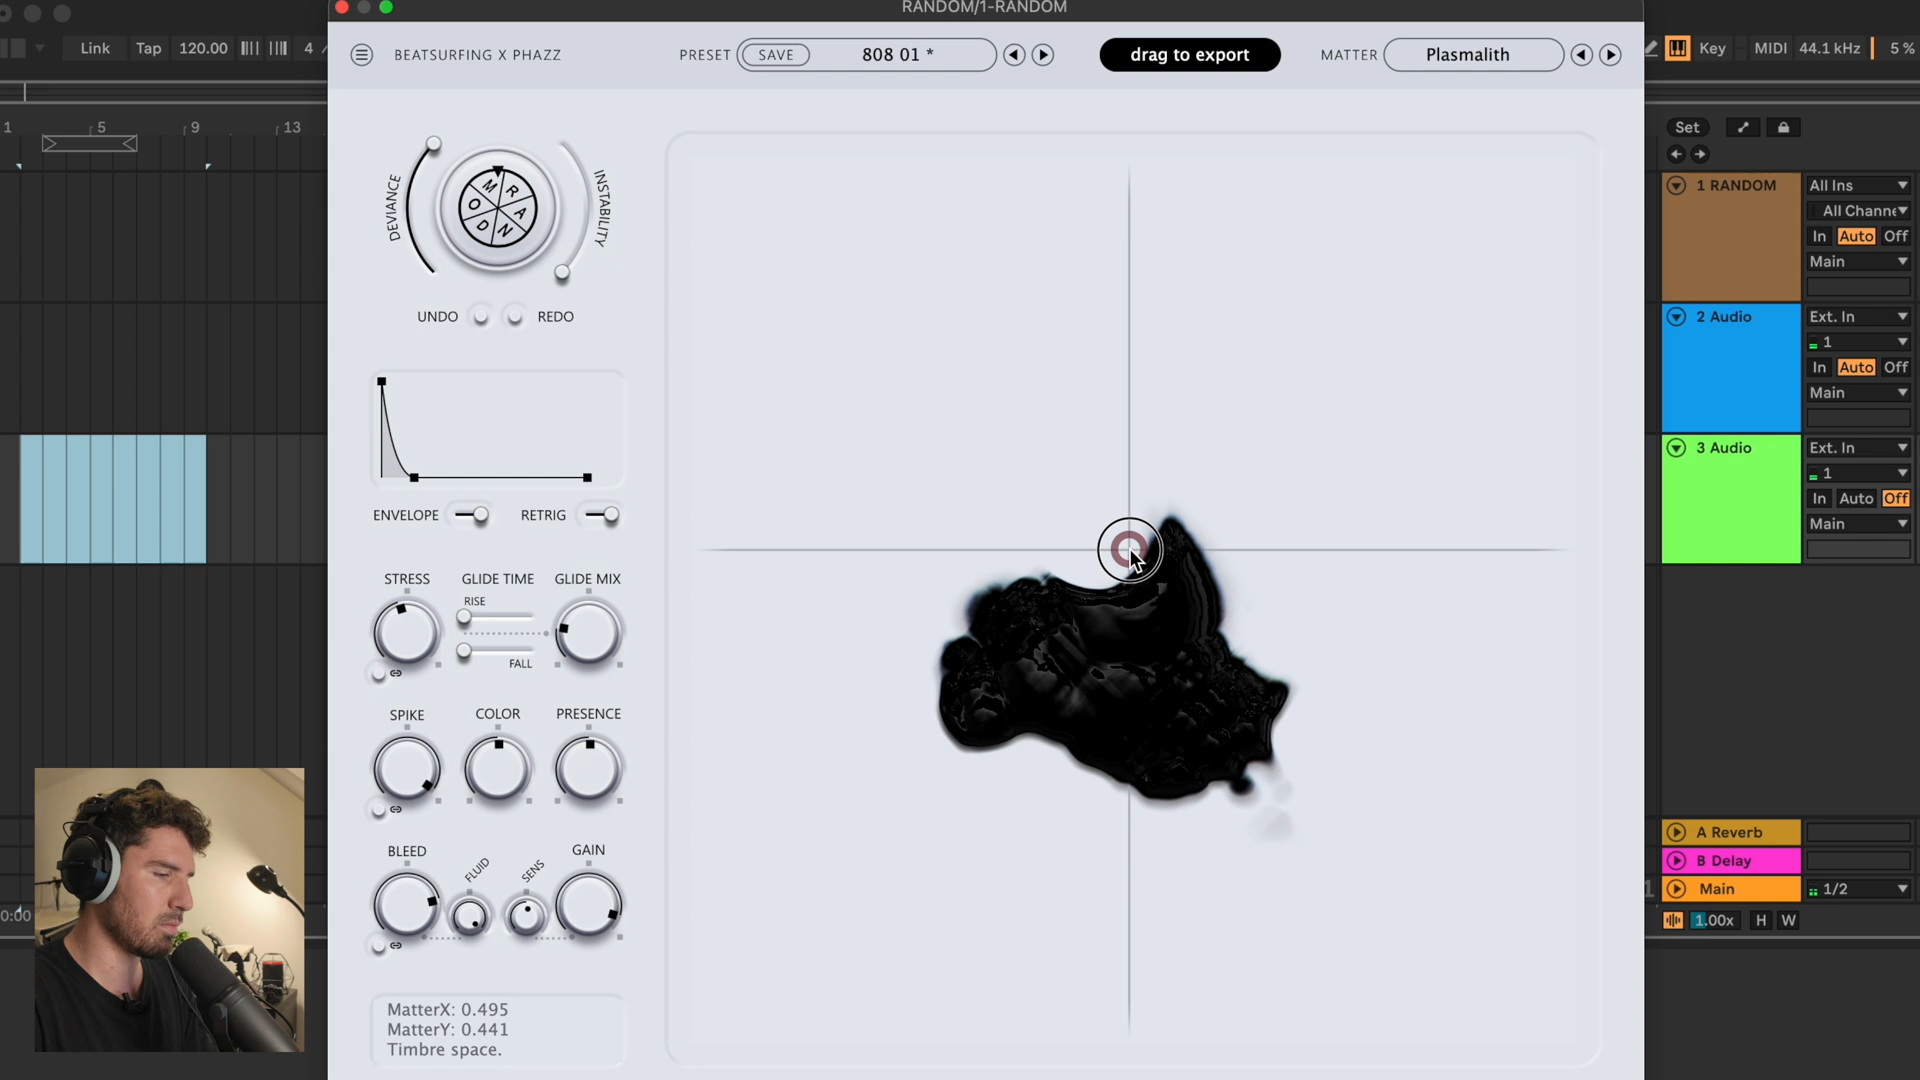 RANDOM/1-RANDOM
Link
Tap
120.00
4 /
BEATSURFING X PHAZZ
PRESET
SAVE
808 01 *
drag to export
MATTER
Plasmalith
Key
MIDI
44.1 kHz
5 %
1
5
9
13
Set
DEVIANCE
R A N D O M
INSTABILITY
UNDO
REDO
1 RANDOM
All Ins
All Channe
In
Auto
Off
Main
2 Audio
Ext. In
1
In
Auto
Off
Main
3 Audio
Ext. In
1
In
Auto
Off
Main
ENVELOPE
RETRIG
STRESS
GLIDE TIME
GLIDE MIX
RISE
FALL
SPIKE
COLOR
PRESENCE
BLEED
FLUID
SENS
GAIN
A Reverb
B Delay
Main
1/2
1.00x
H
W
0:00
MatterX: 0.495
MatterY: 0.441
Timbre space.